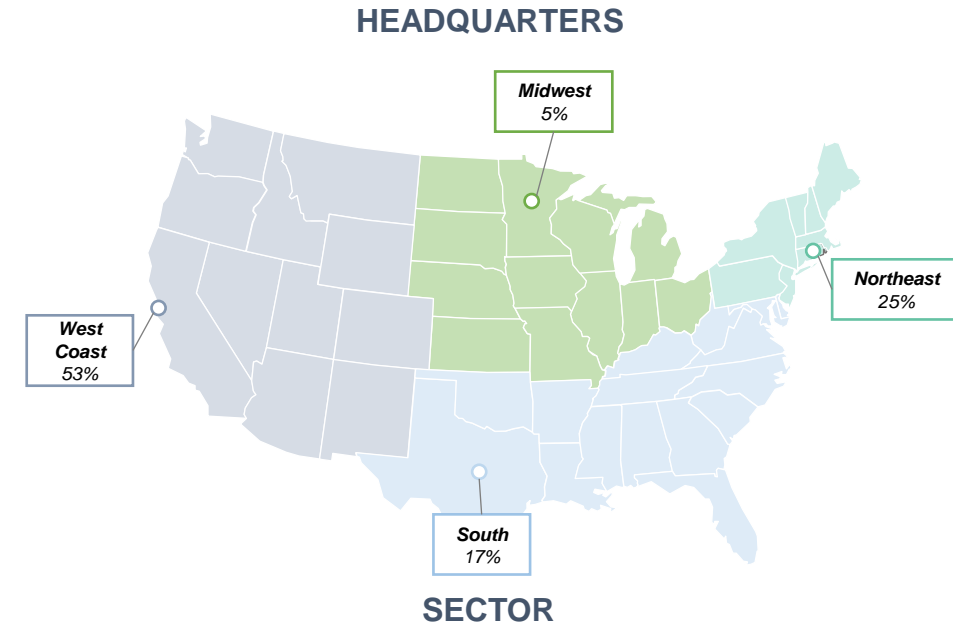 HEADQUARTERS
Midwest
5%
Northeast
25%
West
Coast
53%
South
17%
SECTOR